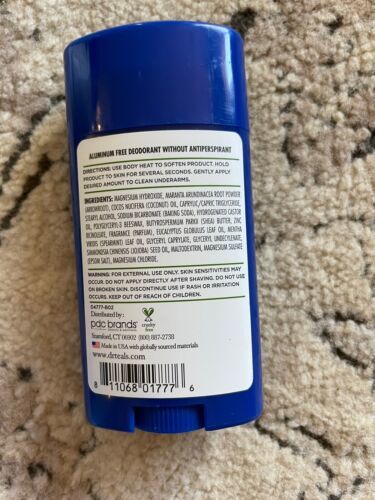 ALUMINUM FREE DEODORANT WITHOUT ANTIPERSPIRANT
DIRECTIONS: USE BODY HEAT TO SOFTEN PRODUCT. HOLD
PRODUCT TO SKIN FOR SEVERAL SECONDS. GENTLY APPLY
DESIRED AMOUNT TO CLEAN UNDERARMS.
INGREDIENTS: MAGNESIUM HYDROXIDE, MARANTA ARUNDINACEA ROOT POWDER
(ARROWROOT), COCOS NUCIFERA (COCONUT) OIL, CAPRYLIC/CAPRIC TRIGLYCERIDE,
STEARYL ALCOHOL, SODIUM BICARBONATE (BAKING SODA), HYDROGENATED CASTOR
OIL, POLYGLYCERYL-3 BEESWAX, BUTYROSPERMUM PARKII (SHEA) BUTTER, ZINC
RICINOLEATE, FRAGRANCE (PARFUM), EUCALYPTUS GLOBULUS LEAF OIL, MENTHA
VIRIDIS (SPEARMINT) LEAF OIL, GLYCERYL CAPRYLATE, GLYCERYL UNDECYLENATE,
SIMMONDSIA CHINENSIS (JOJOBA) SEED OIL, MALTODEXTRIN, MAGNESIUM SULFATE
(EPSOM SALT), MAGNESIUM CHLORIDE.
WARNING: FOR EXTERNAL USE ONLY. SKIN SENSITIVITIES MAY
OCCUR. DO NOT APPLY DIRECTLY AFTER SHAVING. DO NOT USE
ON BROKEN SKIN. DISCONTINUE USE IF RASH OR IRRITATION
OCCURS. KEEP OUT OF REACH OF CHILDREN.
04777-B02
Distributed by:
pdc brands
cruelty
free
Stamford, CT 06902 (800) 887-2738
Made in USA with globally sourced materials
www.drteals.com
8 11068 01777 6